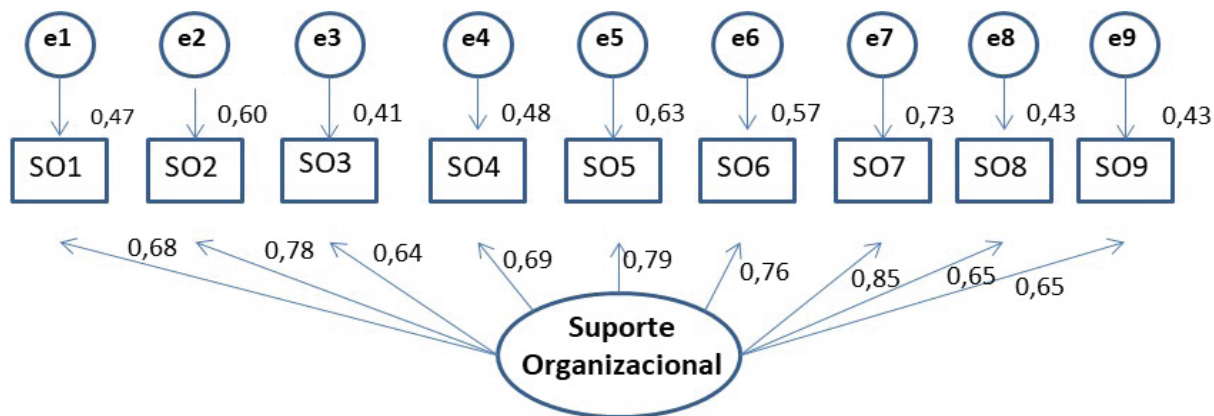 e1 e2 e3 e4 e5 e6 e7 e8 e9
0,47 0,60 0,41 0,48 0,63 0,57 0,73 0,43 0,43
SO1 SO2 SO3 SO4 SO5 SO6 SO7 SO8 SO9
0,68 0,78 0,64 0,69 0,79 0,76 0,85 0,65 0,65
Suporte
Organizacional